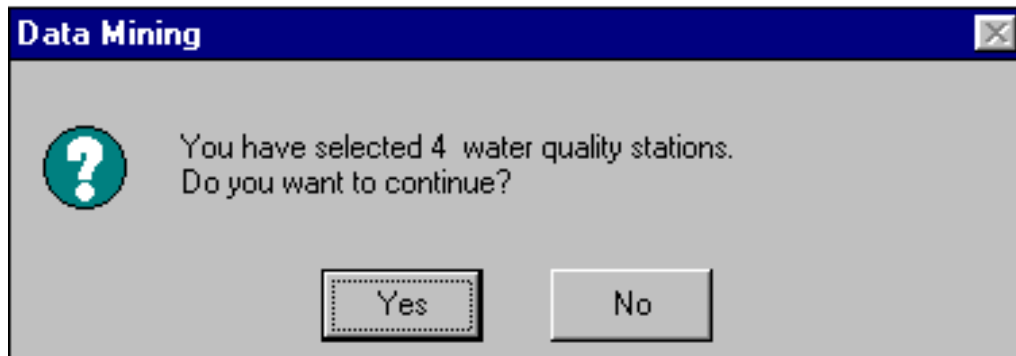 Data Mining
You have selected 4  water quality stations.
Do you want to continue?
Yes
No